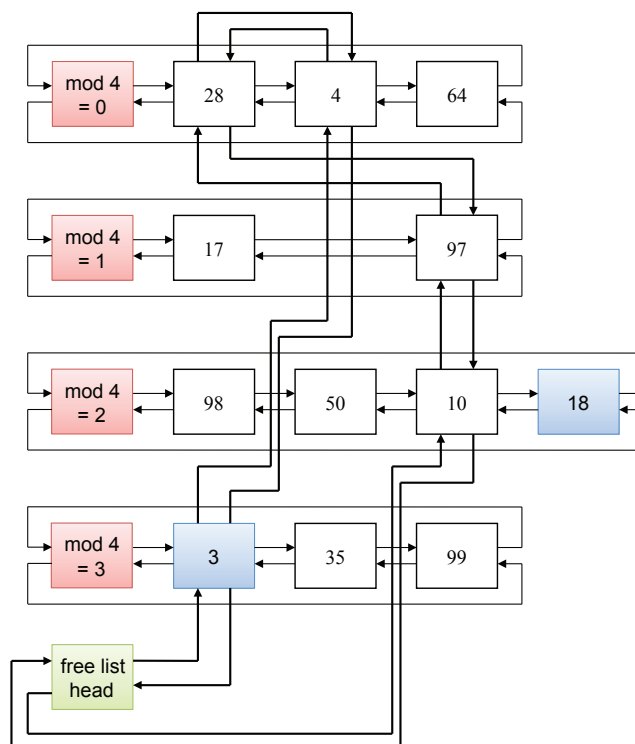 mod 4
= 0
28
4
64
mod 4
= 1
17
97
mod 4
= 2
98
50
10
18
mod 4
= 3
3
35
99
free list
head